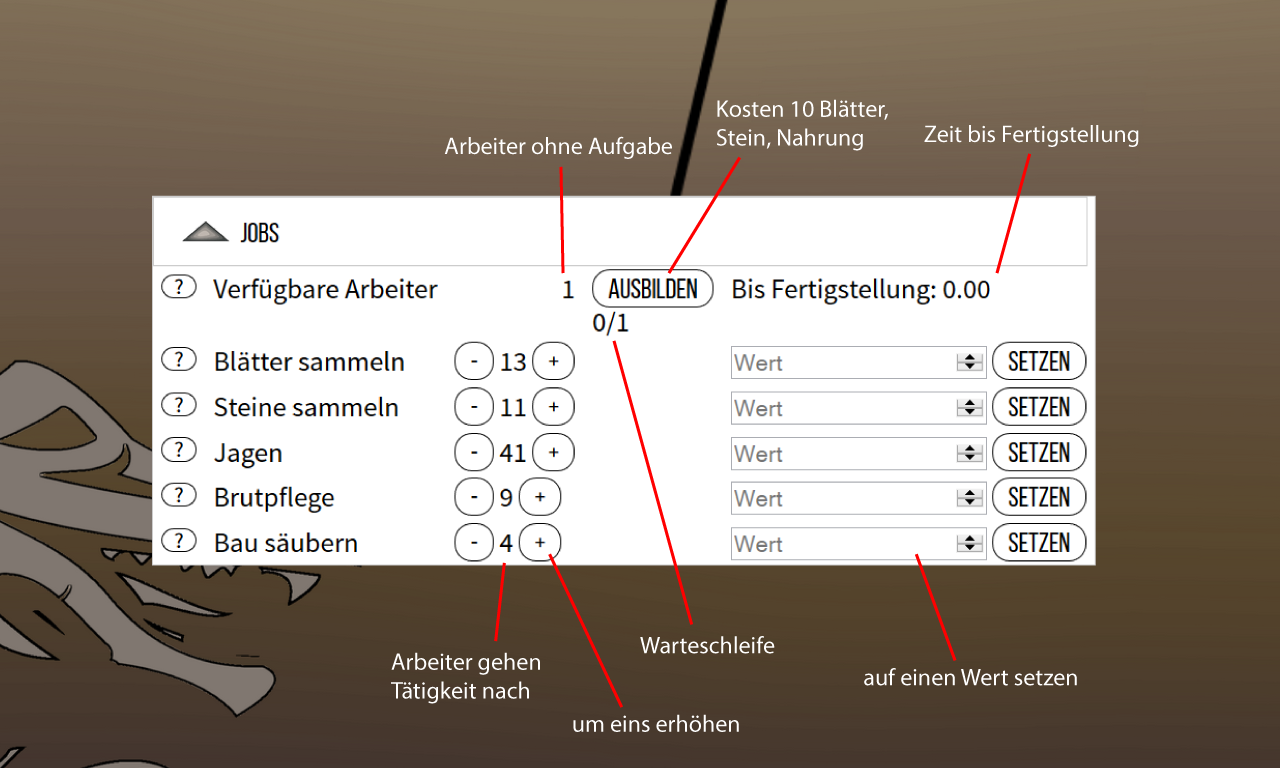 Kosten 10 Blätter,
Stein, Nahrung
Zeit bis Fertigstellung
Arbeiter ohne Aufgabe
JOBS
? Verfügbare Arbeiter 1 AUSBILDEN Bis Fertigstellung: 0.00
0/1
? Blätter sammeln - 13 + Wert SETZEN
? Steine sammeln - 11 + Wert SETZEN
? Jagen - 41 + Wert SETZEN
? Brutpflege - 9 + Wert SETZEN
? Bau säubern - 4 + Wert SETZEN
Warteschleife
Arbeiter gehen
Tätigkeit nach
auf einen Wert setzen
um eins erhöhen